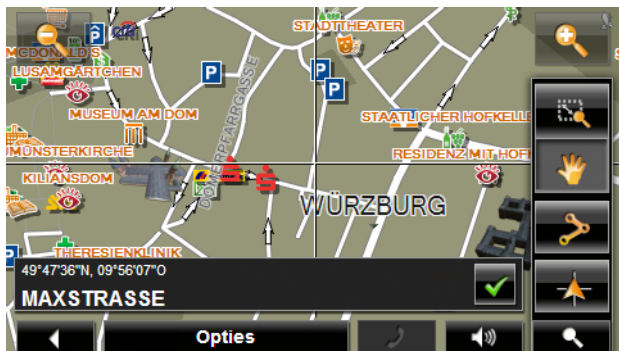 STADTTHEATER
MCDONALD'S
LUSAMGÄRTCHEN
P
P
P
P
MUSEUM AM DOM
STAATLICHER HOFKELLE
DOMERPFARRGASSE
UMÜNSTERKIRCHE
RESIDENZ MIT HOF
KILIANSDOM
WÜRZBURG
THERESIENKLINIK
49°47'36"N, 09°56'07"O
MAXSTRASSE
Opties